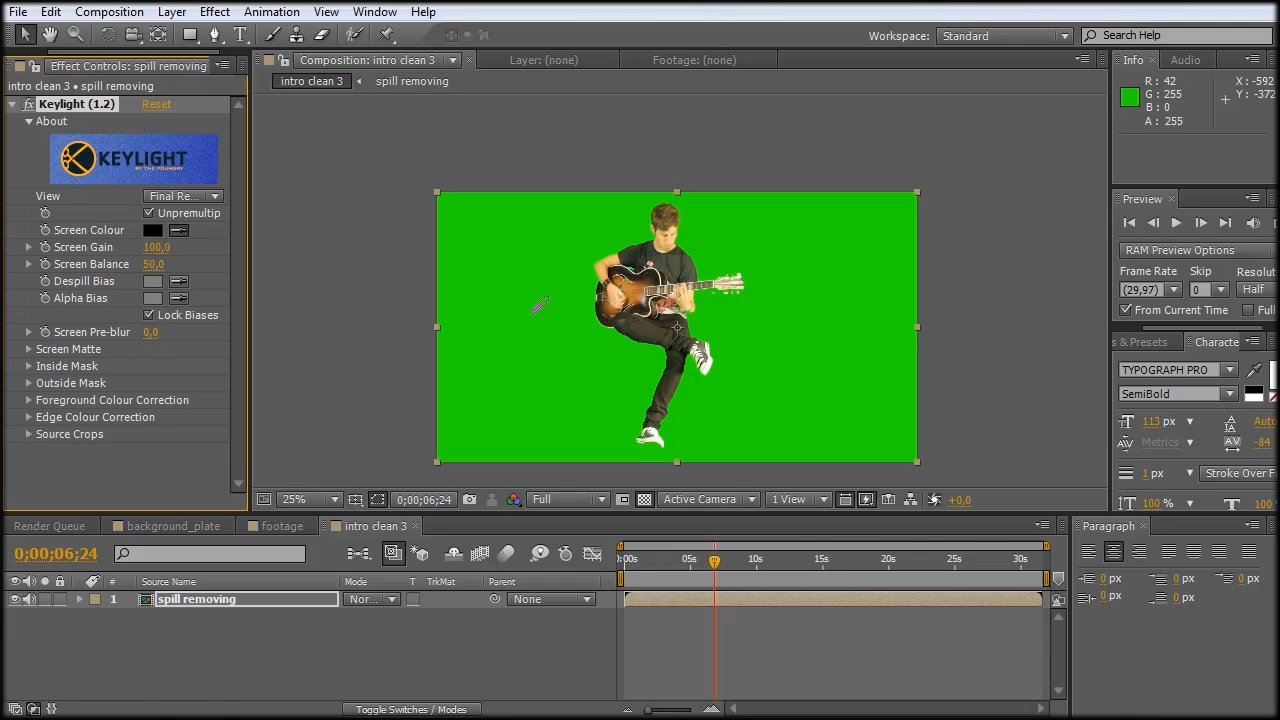 File Edit Composition Layer Effect Animation View Window Help
Workspace: Standard Search Help
Effect Controls: spill removing
Composition: intro clean 3 Layer: (none) Footage: (none)
Info Audio
intro clean 3 • spill removing
intro clean 3 spill removing
R : 42 X : -592
G : 255 Y : -372
B : 0
A : 255
Keylight (1.2) Reset
About
KEYLIGHT
BY THE FOUNDRY
View Final Re...
Unpremultip
Screen Colour
Screen Gain 100,0
Screen Balance 50,0
Despill Bias
Alpha Bias
Lock Biases
Screen Pre-blur 0,0
Screen Matte
Inside Mask
Outside Mask
Foreground Colour Correction
Edge Colour Correction
Source Crops
Preview
RAM Preview Options
Frame Rate Skip Resolut
(29,97) 0 Half
From Current Time Full
s & Presets Characte
TYPOGRAPH PRO
SemiBold
113 px Auto
Metrics AV -84
1 px Stroke Over F
100 % 100
25% 0;00;06;24 Full Active Camera 1 View +0,0
Render Queue background_plate footage intro clean 3
0;00;06;24
:00s 05s 10s 15s 20s 25s 30s
# Source Name Mode T TrkMat Parent
1 spill removing Nor... None
Toggle Switches / Modes
Paragraph
0 px 0 px 0 px
0 px 0 px